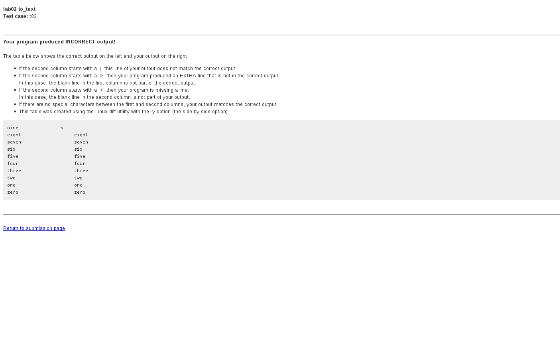 lab02 to_text
Test case: t02
Your program produced INCORRECT output!
The table below shows the correct output on the left and your output on the right
If the second column starts with a | this line of your output does not match the correct output
If the second column starts with a > then your program produced an EXTRA line that is not in the correct output
In this case, the blank line in the first column is not part of the correct output.
If the second column starts with a < then your program is missing a line.
In this case, the blank line in the second column is not part of your output.
If there are no special characters between the first and second columns, your output matches the correct output
This table was created using the Linux diff utility with the -y option (the side-by-side option)
nine <
eight eight
seven seven
six six
five five
four four
three three
two two
one one
zero zero
Return to submission page